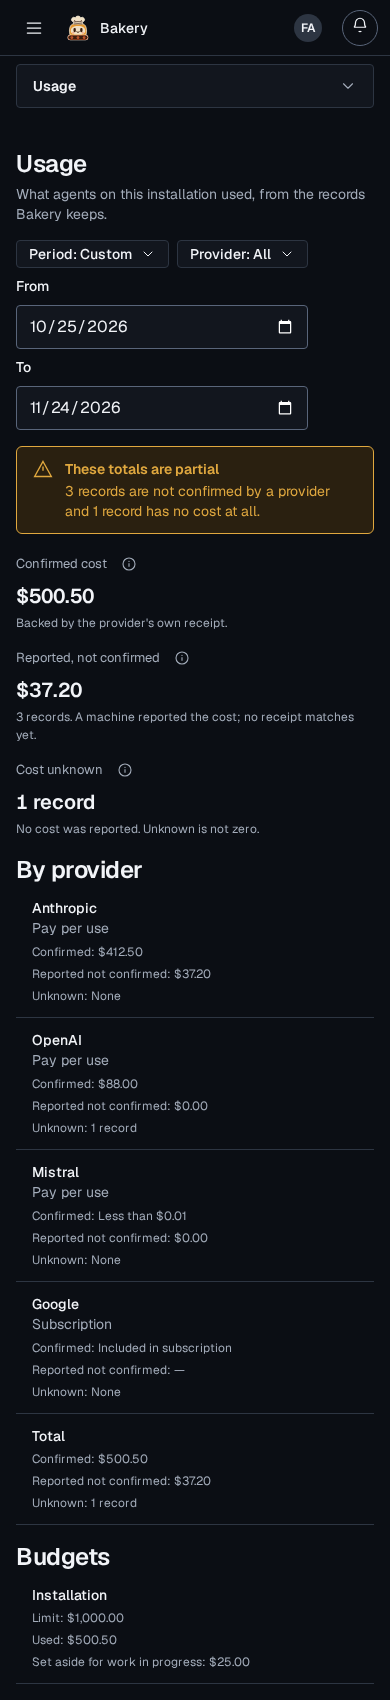 Bakery
FA
Usage
Usage
What agents on this installation used, from the records
Bakery keeps.
Period: Custom
Provider: All
From
10/25/2026
To
11/24/2026
These totals are partial
3 records are not confirmed by a provider
and 1 record has no cost at all.
Confirmed cost
$500.50
Backed by the provider's own receipt.
Reported, not confirmed
$37.20
3 records. A machine reported the cost; no receipt matches
yet.
Cost unknown
1 record
No cost was reported. Unknown is not zero.
By provider
Anthropic
Pay per use
Confirmed: $412.50
Reported not confirmed: $37.20
Unknown: None
OpenAI
Pay per use
Confirmed: $88.00
Reported not confirmed: $0.00
Unknown: 1 record
Mistral
Pay per use
Confirmed: Less than $0.01
Reported not confirmed: $0.00
Unknown: None
Google
Subscription
Confirmed: Included in subscription
Reported not confirmed: —
Unknown: None
Total
Confirmed: $500.50
Reported not confirmed: $37.20
Unknown: 1 record
Budgets
Installation
Limit: $1,000.00
Used: $500.50
Set aside for work in progress: $25.00